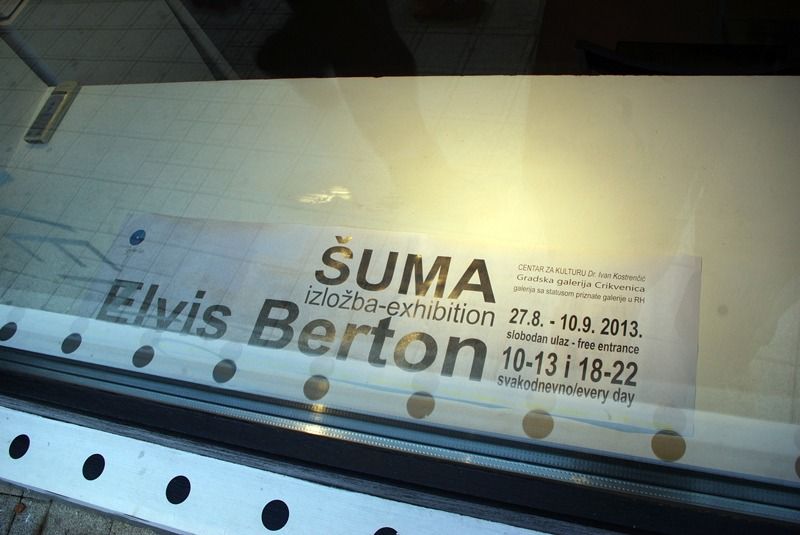 ŠUMA
izložba-exhibition
Elvis Berton
CENTAR ZA KULTURU Dr. Ivan Kostrenčić
Gradska galerija Crikvenica
galerija sa statusom priznate galerije u RH
27.8. - 10.9. 2013.
slobodan ulaz - free entrance
10-13 i 18-22
svakodnevno/every day